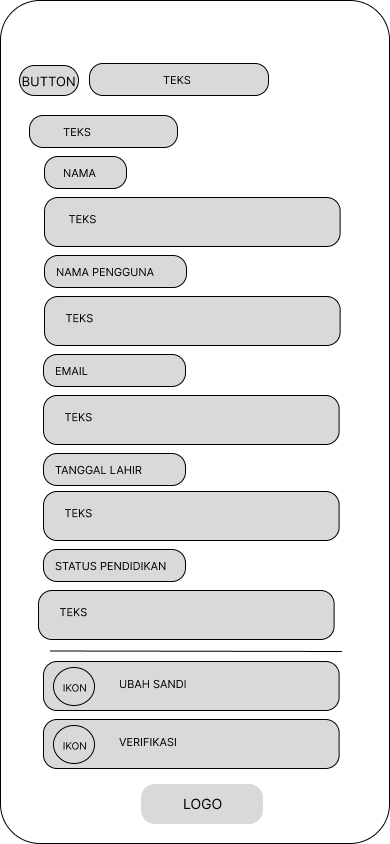 BUTTON
TEKS
TEKS
NAMA
TEKS
NAMA PENGGUNA
TEKS
EMAIL
TEKS
TANGGAL LAHIR
TEKS
STATUS PENDIDIKAN
TEKS
IKON
UBAH SANDI
IKON
VERIFIKASI
LOGO